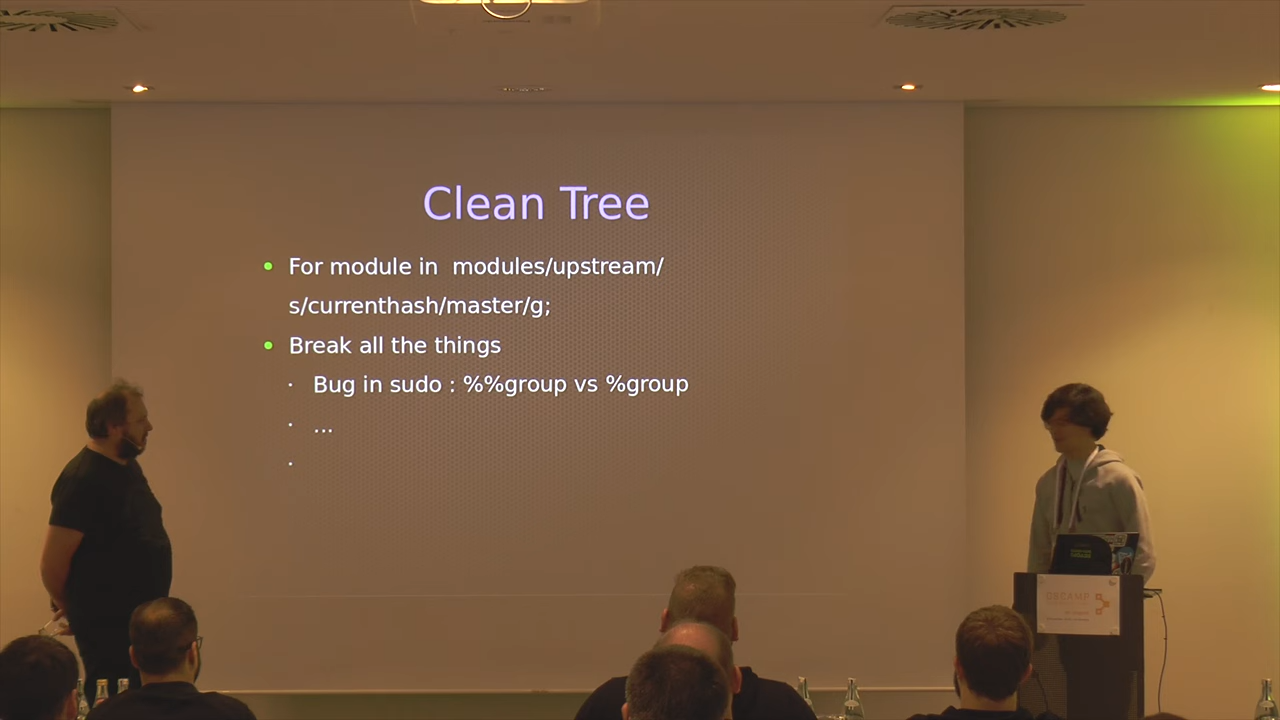 Clean Tree
For module in modules/upstream/
s/currenthash/master/g;
Break all the things
Bug in sudo : %%group vs %group
...
OSCAMP